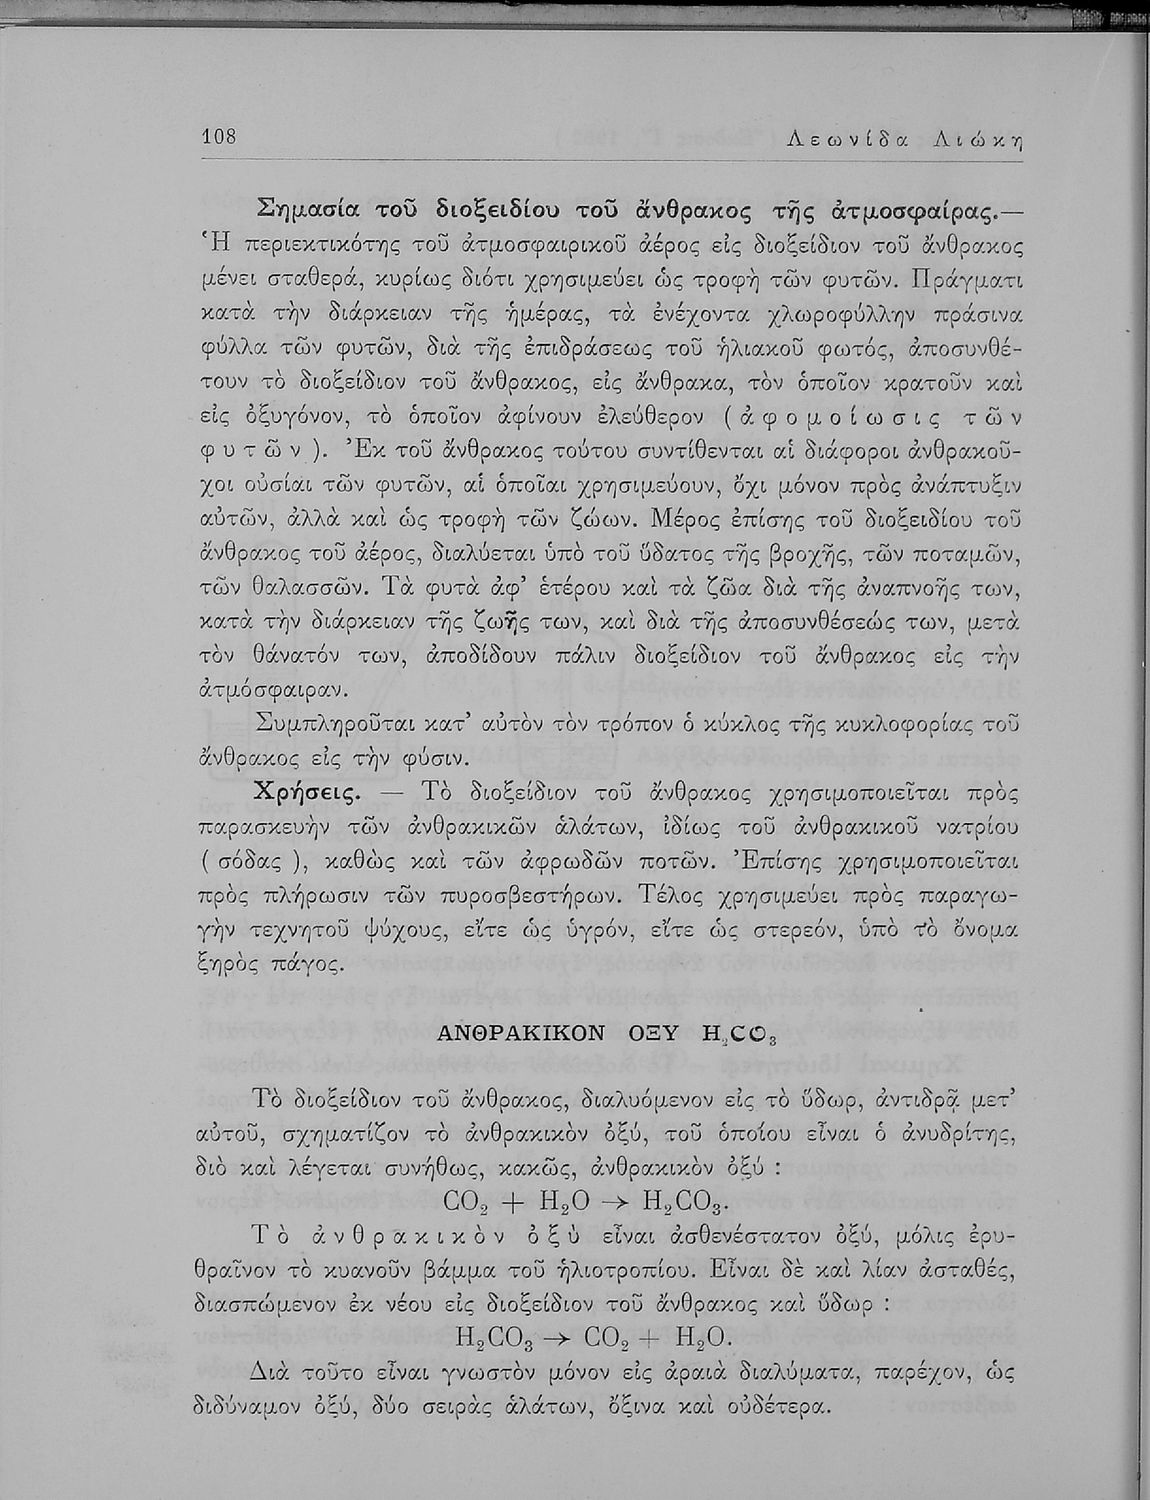 108 Λεωνίδα Λιώκη
Σημασία τοῦ διοξειδίου τοῦ ἄνθρακος τῆς ἀτμοσφαίρας.—
Ἡ περιεκτικότης τοῦ ἀτμοσφαιρικοῦ ἀέρος εἰς διοξείδιον τοῦ ἄνθρακος
μένει σταθερά, κυρίως διότι χρησιμεύει ὡς τροφὴ τῶν φυτῶν. Πράγματι
κατὰ τὴν διάρκειαν τῆς ἡμέρας, τὰ ἐνέχοντα χλωροφύλλην πράσινα
φύλλα τῶν φυτῶν, διὰ τῆς ἐπιδράσεως τοῦ ἡλιακοῦ φωτός, ἀποσυνθέ-
τουν τὸ διοξείδιον τοῦ ἄνθρακος, εἰς ἄνθρακα, τὸν ὁποῖον κρατοῦν καὶ
εἰς ὀξυγόνον, τὸ ὁποῖον ἀφίνουν ἐλεύθερον (ἀφομοίωσις τῶν
φυτῶν). Ἐκ τοῦ ἄνθρακος τούτου συντίθενται αἱ διάφοροι ἀνθρακοῦ-
χοι οὐσίαι τῶν φυτῶν, αἱ ὁποῖαι χρησιμεύουν, ὄχι μόνον πρὸς ἀνάπτυξιν
αὐτῶν, ἀλλὰ καὶ ὡς τροφὴ τῶν ζώων. Μέρος ἐπίσης τοῦ διοξειδίου τοῦ
ἄνθρακος τοῦ ἀέρος, διαλύεται ὑπὸ τοῦ ὕδατος τῆς βροχῆς, τῶν ποταμῶν,
τῶν θαλασσῶν. Τὰ φυτὰ ἀφ' ἑτέρου καὶ τὰ ζῶα διὰ τῆς ἀναπνοῆς των,
κατὰ τὴν διάρκειαν τῆς ζωῆς των, καὶ διὰ τῆς ἀποσυνθέσεώς των, μετὰ
τὸν θάνατόν των, ἀποδίδουν πάλιν διοξείδιον τοῦ ἄνθρακος εἰς τὴν
ἀτμόσφαιραν.
Συμπληροῦται κατ' αὐτὸν τὸν τρόπον ὁ κύκλος τῆς κυκλοφορίας τοῦ
ἄνθρακος εἰς τὴν φύσιν.
Χρήσεις. — Τὸ διοξείδιον τοῦ ἄνθρακος χρησιμοποιεῖται πρὸς
παρασκευὴν τῶν ἀνθρακικῶν ἁλάτων, ἰδίως τοῦ ἀνθρακικοῦ νατρίου
( σόδας ), καθὼς καὶ τῶν ἀφρωδῶν ποτῶν. Ἐπίσης χρησιμοποιεῖται
πρὸς πλήρωσιν τῶν πυροσβεστήρων. Τέλος χρησιμεύει πρὸς παραγω-
γὴν τεχνητοῦ ψύχους, εἴτε ὡς ὑγρόν, εἴτε ὡς στερεόν, ὑπὸ τὸ ὄνομα
ξηρὸς πάγος.
ΑΝΘΡΑΚΙΚΟΝ ΟΞΥ H₂CO₃
Τὸ διοξείδιον τοῦ ἄνθρακος, διαλυόμενον εἰς τὸ ὕδωρ, ἀντιδρᾷ μετ'
αὐτοῦ, σχηματίζον τὸ ἀνθρακικὸν ὀξύ, τοῦ ὁποίου εἶναι ὁ ἀνυδρίτης,
διὸ καὶ λέγεται συνήθως, κακῶς, ἀνθρακικὸν ὀξύ :
CO₂ + H₂O → H₂CO₃.
Τὸ ἀνθρακικὸν ὀξὺ εἶναι ἀσθενέστατον ὀξύ, μόλις ἐρυ-
θραῖνον τὸ κυανοῦν βάμμα τοῦ ἡλιοτροπίου. Εἶναι δὲ καὶ λίαν ἀσταθές,
διασπώμενον ἐκ νέου εἰς διοξείδιον τοῦ ἄνθρακος καὶ ὕδωρ :
H₂CO₃ → CO₂ + H₂O.
Διὰ τοῦτο εἶναι γνωστὸν μόνον εἰς ἀραιὰ διαλύματα, παρέχον, ὡς
διδύναμον ὀξύ, δύο σειρὰς ἁλάτων, ὄξινα καὶ οὐδέτερα.